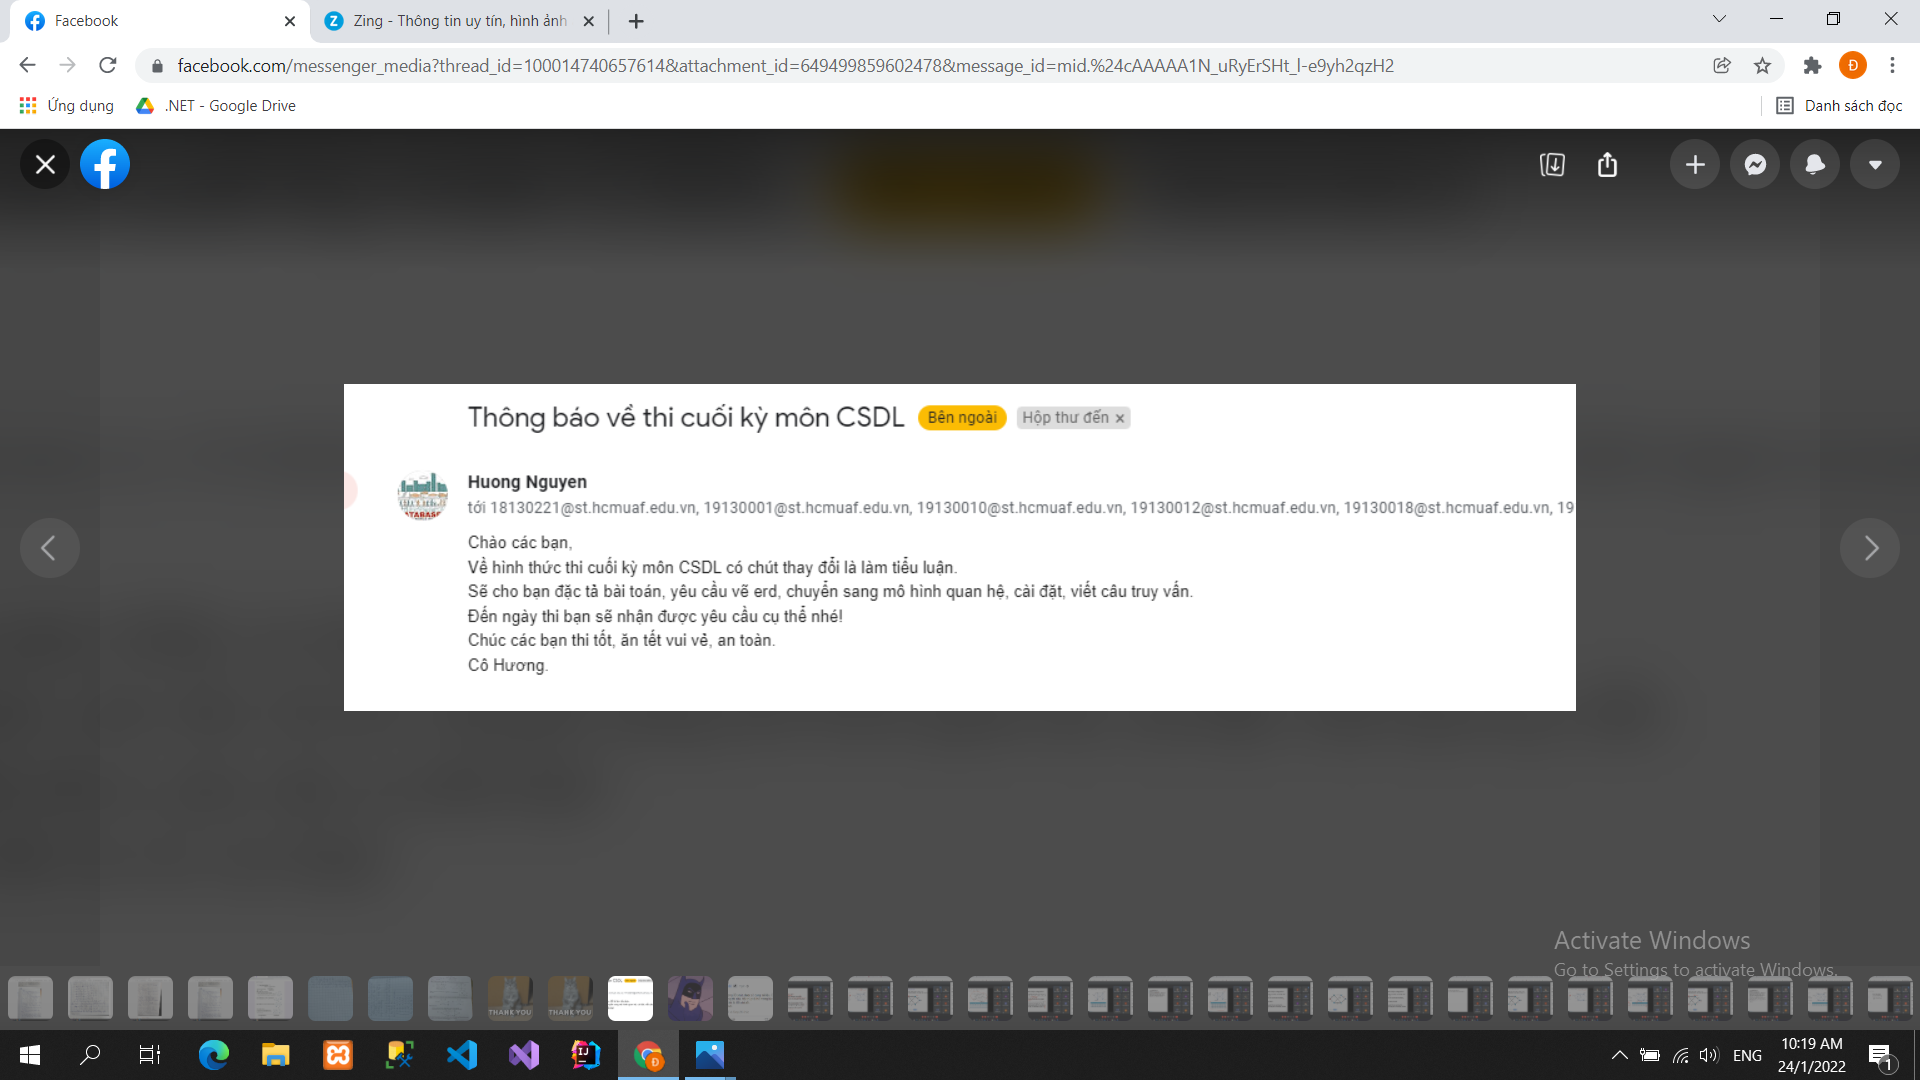 Facebook
Zing - Thông tin uy tín, hình ảnh
facebook.com/messenger_media?thread_id=100014740657614&attachment_id=649499859602478&message_id=mid.%24cAAAAA1N_uRyErSHt_l-e9yh2qzH2
Đ
Ứng dụng
.NET - Google Drive
Danh sách đọc
Thông báo về thi cuối kỳ môn CSDL Bên ngoài Hộp thư đến ×
Huong Nguyen
tới 18130221@st.hcmuaf.edu.vn, 19130001@st.hcmuaf.edu.vn, 19130010@st.hcmuaf.edu.vn, 19130012@st.hcmuaf.edu.vn, 19130018@st.hcmuaf.edu.vn, 19
Chào các bạn,
Về hình thức thi cuối kỳ môn CSDL có chút thay đổi là làm tiểu luận.
Sẽ cho bạn đặc tả bài toán, yêu cầu vẽ erd, chuyển sang mô hình quan hệ, cài đặt, viết câu truy vấn.
Đến ngày thi bạn sẽ nhận được yêu cầu cụ thể nhé!
Chúc các bạn thi tốt, ăn tết vui vẻ, an toàn.
Cô Hương.
Activate Windows
Go to Settings to activate Windows.
THANK YOU
THANK YOU
ENG
10:19 AM
24/1/2022
1